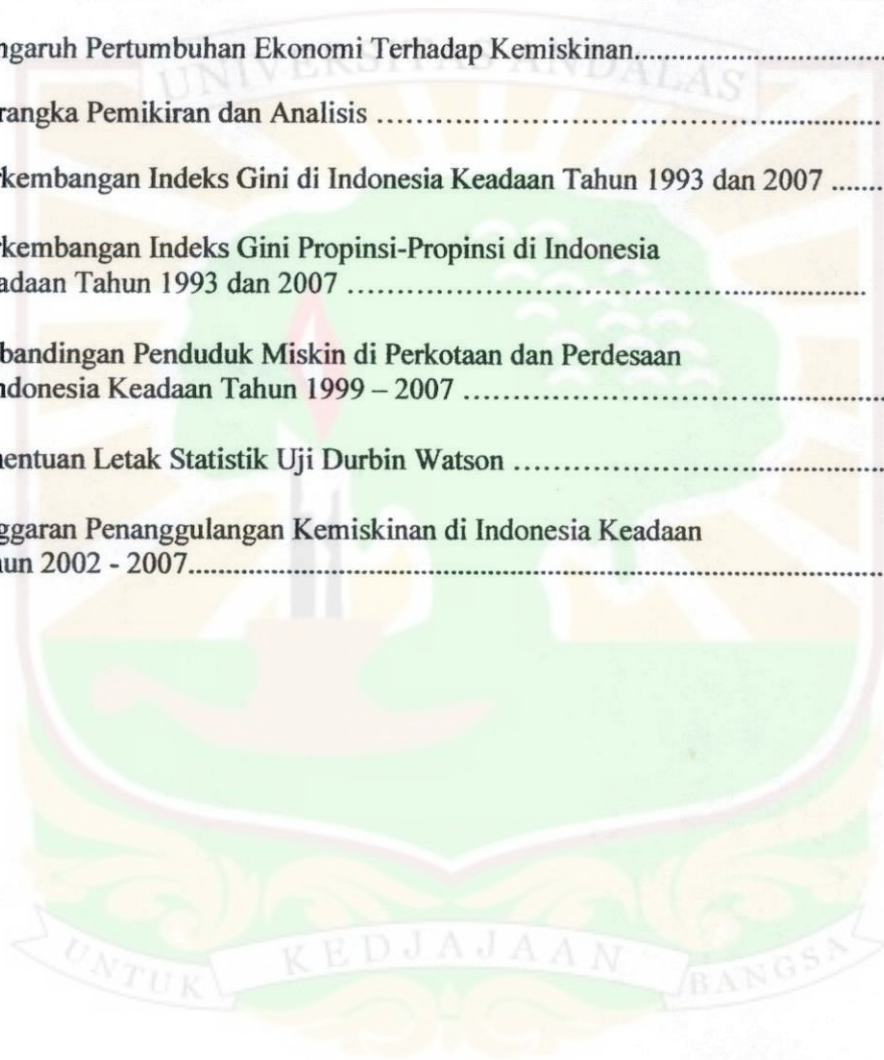 UNIVERSITAS ANDALAS
ngaruh Pertumbuhan Ekonomi Terhadap Kemiskinan..............................
rangka Pemikiran dan Analisis ..................................................
kembangan Indeks Gini di Indonesia Keadaan Tahun 1993 dan 2007 .......
kembangan Indeks Gini Propinsi-Propinsi di Indonesia
adaan Tahun 1993 dan 2007 ....................................................
bandingan Penduduk Miskin di Perkotaan dan Perdesaan
ndonesia Keadaan Tahun 1999 – 2007 ..........................................
nentuan Letak Statistik Uji Durbin Watson .....................................
ggaran Penanggulangan Kemiskinan di Indonesia Keadaan
un 2002 - 2007......................................................................
UNTUK KEDJAJAAN BANGSA